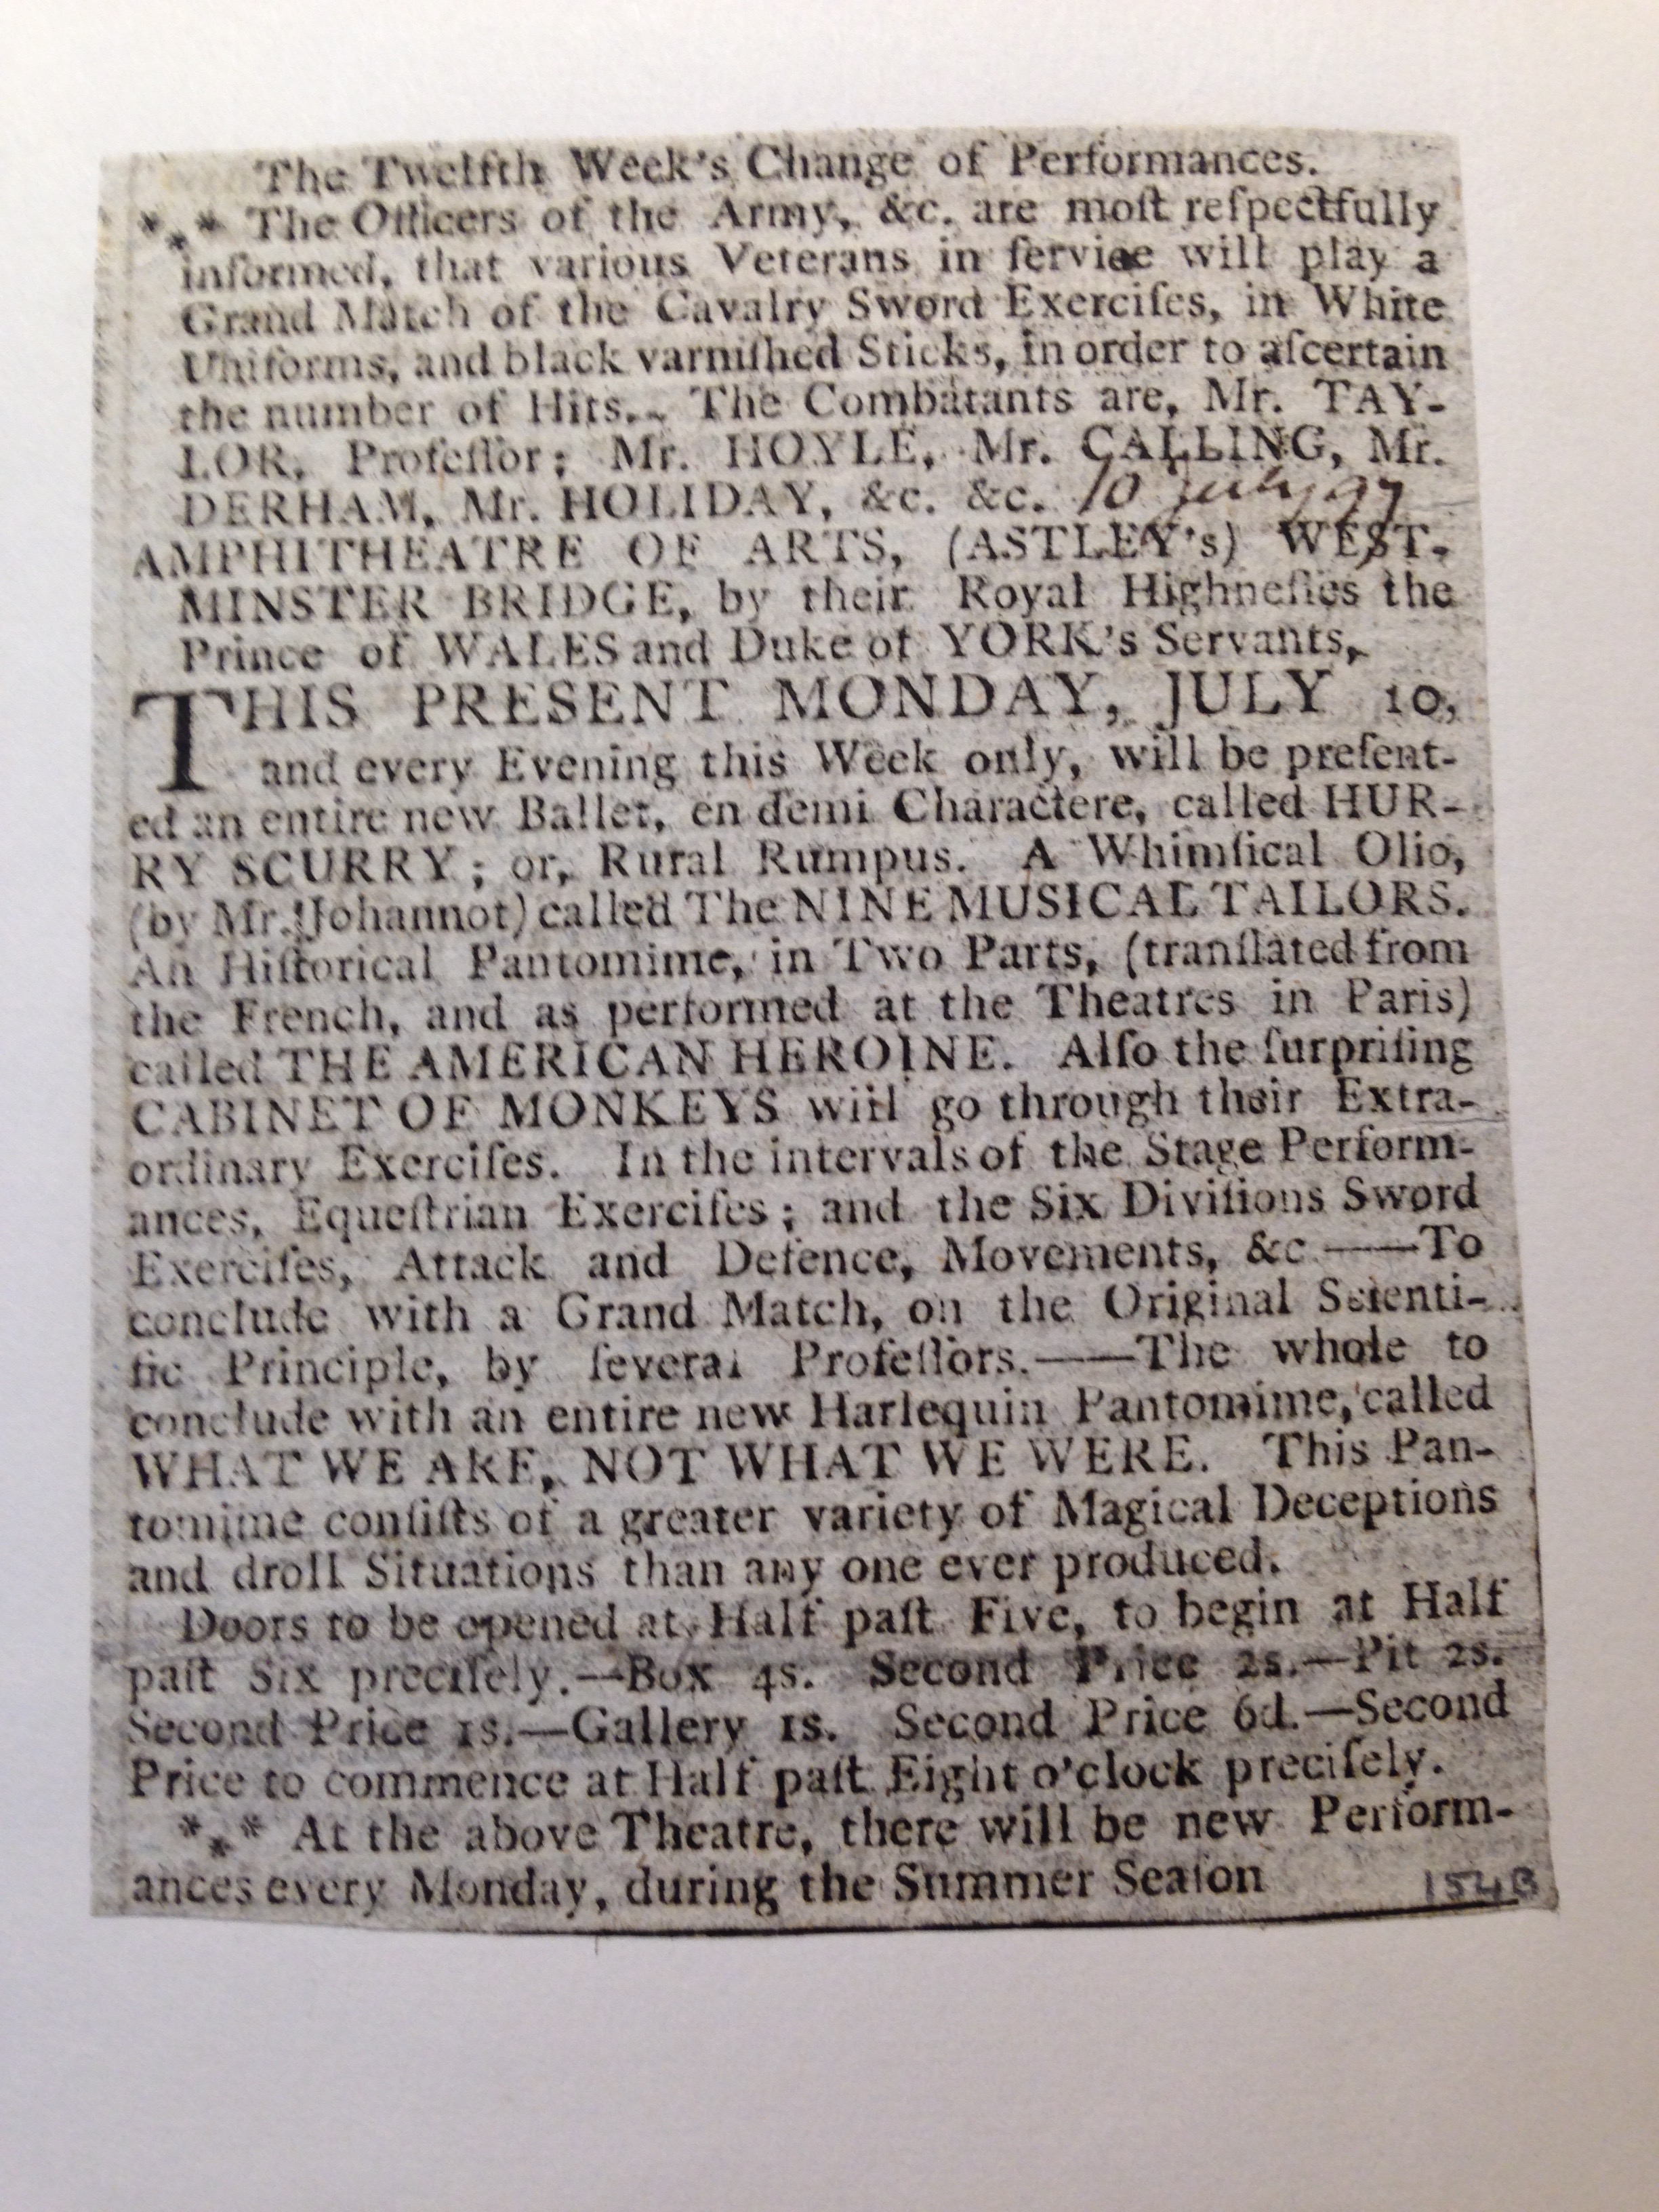 The Twelfth Week's Change of Performances.
*⁎* The Officers of the Army, &c. are moſt reſpectfully
informed, that various Veterans in ſervice will play a
Grand Match of the Cavalry Sword Exerciſes, in White
Uniforms, and black varniſhed Sticks, in order to aſcertain
the number of Hits. The Combatants are, Mr. TAY-
LOR, Profeſſor; Mr. HOYLE, Mr. CALLING, Mr.
DERHAM, Mr. HOLIDAY, &c. &c. 10 July 97
AMPHITHEATRE OF ARTS, (ASTLEY's) WEST-
MINSTER BRIDGE, by their Royal Highneſſes the
Prince of WALES and Duke of YORK's Servants,
THIS PRESENT MONDAY, JULY 10,
and every Evening this Week only, will be preſent-
ed an entire new Ballet, en demi Charactere, called HUR-
RY SCURRY; or, Rural Rumpus. A Whimſical Olio,
(by Mr. Johannot) called The NINE MUSICAL TAILORS.
An Hiſtorical Pantomime, in Two Parts, (tranſlated from
the French, and as performed at the Theatres in Paris)
called THE AMERICAN HEROINE. Alſo the ſurpriſing
CABINET OF MONKEYS will go through their Extra-
ordinary Exerciſes. In the intervals of the Stage Perform-
ances, Equeſtrian Exerciſes; and the Six Diviſions Sword
Exerciſes, Attack and Defence, Movements, &c——To
conclude with a Grand Match, on the Original Scienti-
fic Principle, by ſeveral Profeſſors.——The whole to
conclude with an entire new Harlequin Pantomime, called
WHAT WE ARE, NOT WHAT WE WERE. This Pan-
tomime conſiſts of a greater variety of Magical Deceptions
and droll Situations than any one ever produced.
Doors to be opened at Half paſt Five, to begin at Half
paſt Six preciſely.—Box 4s. Second Price 2s.—Pit 2s.
Second Price 1s.—Gallery 1s. Second Price 6d.—Second
Price to commence at Half paſt Eight o'clock preciſely.
*⁎* At the above Theatre, there will be new Perform-
ances every Monday, during the Summer Seaſon
154B